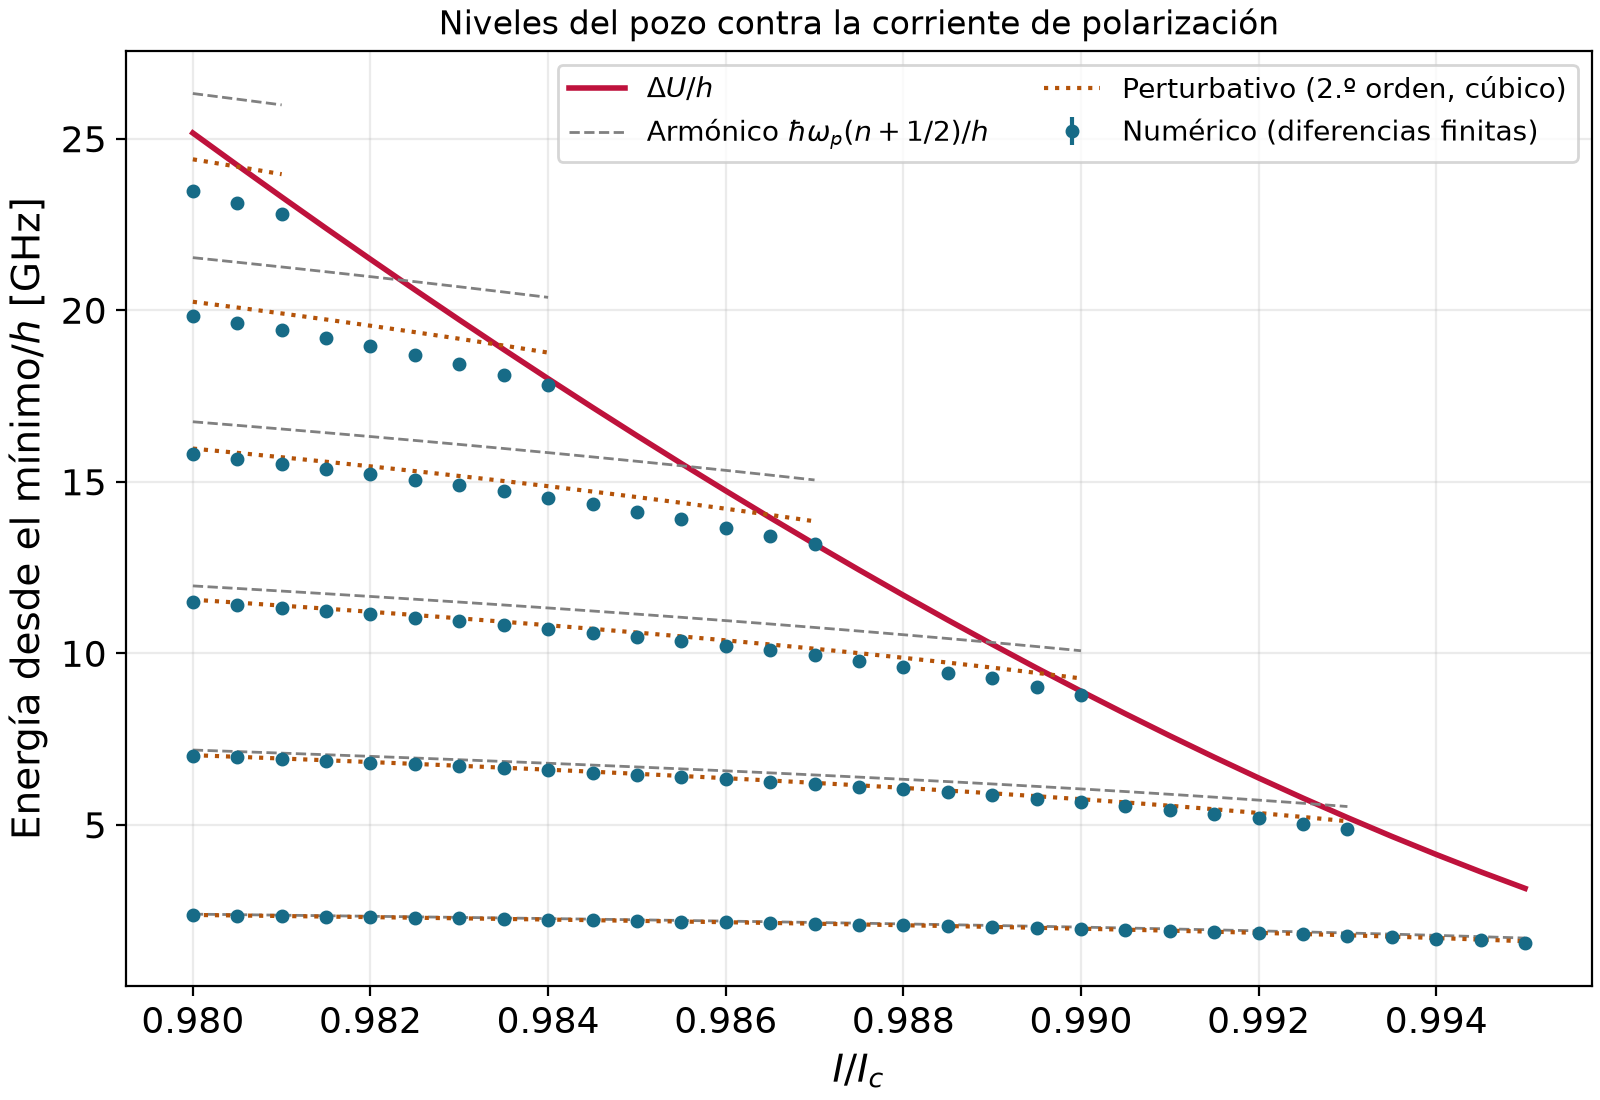 Niveles del pozo contra la corriente de polarización
ΔU/h
Armónico ℏω_p(n + 1/2)/h
Perturbativo (2.º orden, cúbico)
Numérico (diferencias finitas)
Energía desde el mínimo/h [GHz]
25
20
15
10
5
0.980 0.982 0.984 0.986 0.988 0.990 0.992 0.994
I/I_c